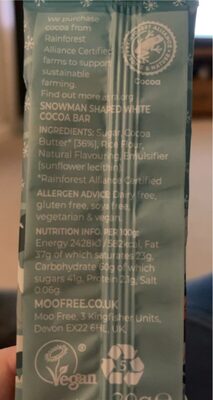 We purchase
cocoa from
Rainforest
Alliance Certified
farms to support
sustainable
farming.
Find out more at ra.org
Cocoa
SNOWMAN SHAPED WHITE
COCOA BAR
INGREDIENTS: Sugar, Cocoa
Butter* [36%], Rice Flour,
Natural Flavouring, Emulsifier
[sunflower lecithin].
*Rainforest Alliance Certified
ALLERGEN ADVICE Dairy free,
gluten free, soya free,
vegetarian & vegan.
NUTRITION INFO. PER 100g:
Energy 2428kJ / 582kcal, Fat
37g of which saturates 23g,
Carbohydrate 60g of which
sugars 41g, Protein 23g, Salt
0.06g.
MOOFREE.CO.UK
Moo Free, 3 Kingfisher Units,
Devon EX22 6HE, UK.
Vegan
5
20g e